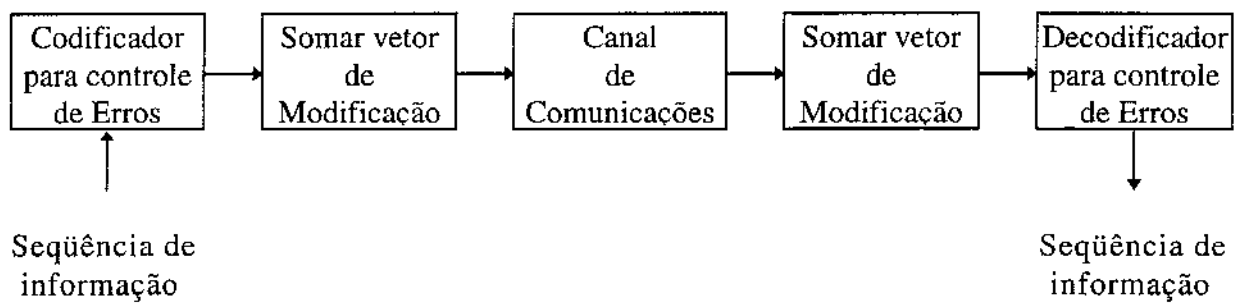 Codificador
para controle
de Erros
Somar vetor
de
Modificação
Canal
de
Comunicações
Somar vetor
de
Modificação
Decodificador
para controle
de Erros
Seqüência de
informação
Seqüência de
informação